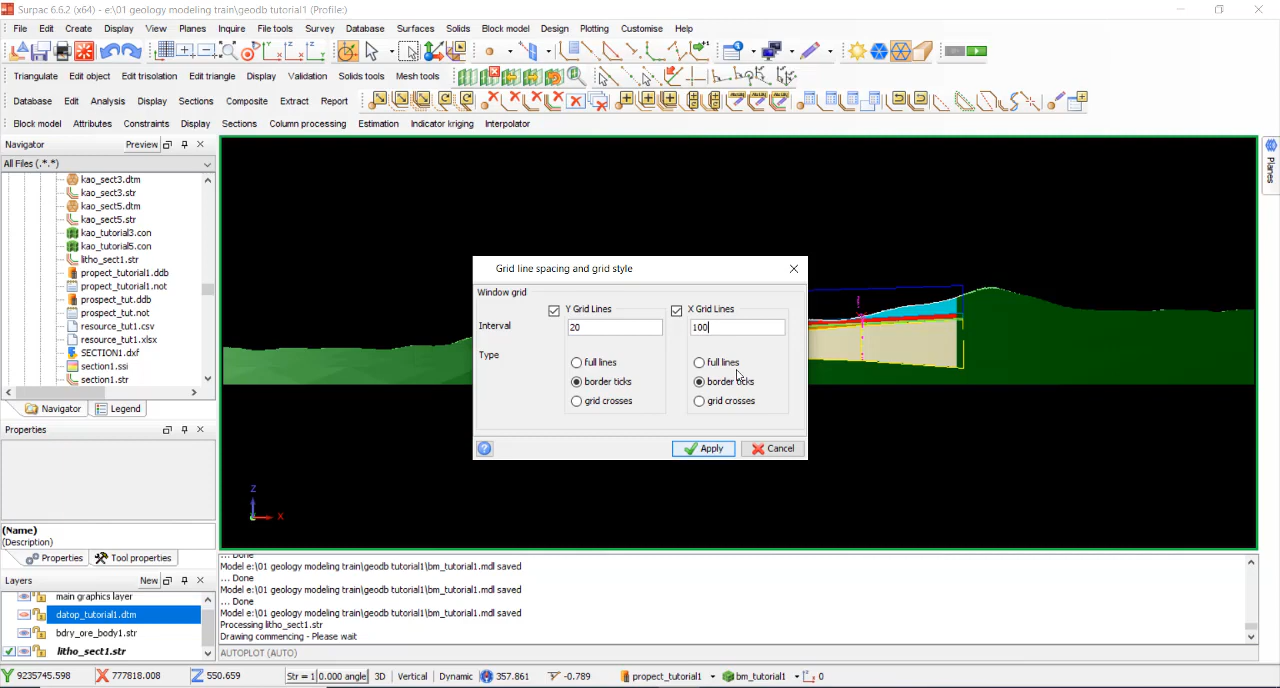 Surpac 6.6.2 (x64) - e:\01 geology modeling train\geodb tutorial1 (Profile:)
File Edit Create Display View Planes Inquire File tools Survey Database Surfaces Solids Block model Design Plotting Customise Help
Triangulate Edit object Edit trisolation Edit triangle Display Validation Solids tools Mesh tools
Database Edit Analysis Display Sections Composite Extract Report
Block model Attributes Constraints Display Sections Column processing Estimation Indicator kriging Interpolator
Navigator Preview
All Files (.*.*)
kao_sect3.dtm
kao_sect3.str
kao_sect5.dtm
kao_sect5.str
kao_tutorial3.con
kao_tutorial5.con
litho_sect1.str
propect_tutorial1.ddb
propect_tutorial1.not
prospect_tut.ddb
prospect_tut.not
resource_tut1.csv
resource_tut1.xlsx
SECTION1.dxf
section1.ssi
section1.str
Navigator Legend
Properties
(Name)
(Description)
Properties Tool properties
Layers New
main graphics layer
datop_tutorial1.dtm
bdry_ore_body1.str
litho_sect1.str
Planes
Grid line spacing and grid style
Window grid
Y Grid Lines X Grid Lines
Interval 20 100
Type
full lines full lines
border ticks border ticks
grid crosses grid crosses
? Apply Cancel
Z
X
... Done
Model e:\01 geology modeling train\geodb tutorial1\bm_tutorial1.mdl saved
... Done
Model e:\01 geology modeling train\geodb tutorial1\bm_tutorial1.mdl saved
... Done
Model e:\01 geology modeling train\geodb tutorial1\bm_tutorial1.mdl saved
Processing litho_sect1.str
Drawing commencing - Please wait
AUTOPLOT (AUTO)
Y 9235745.598 X 777818.008 Z 550.659 Str = 1 0.000 angle 3D Vertical Dynamic 357.861 -0.789 propect_tutorial1 bm_tutorial1 0